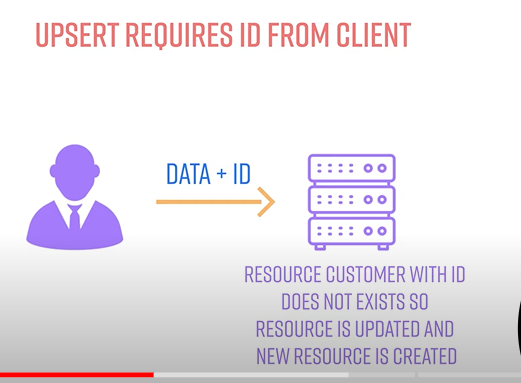 UPSERT REQUIRES ID FROM CLIENT
DATA + ID
RESOURCE CUSTOMER WITH ID
DOES NOT EXISTS SO
RESOURCE IS UPDATED AND
NEW RESOURCE IS CREATED